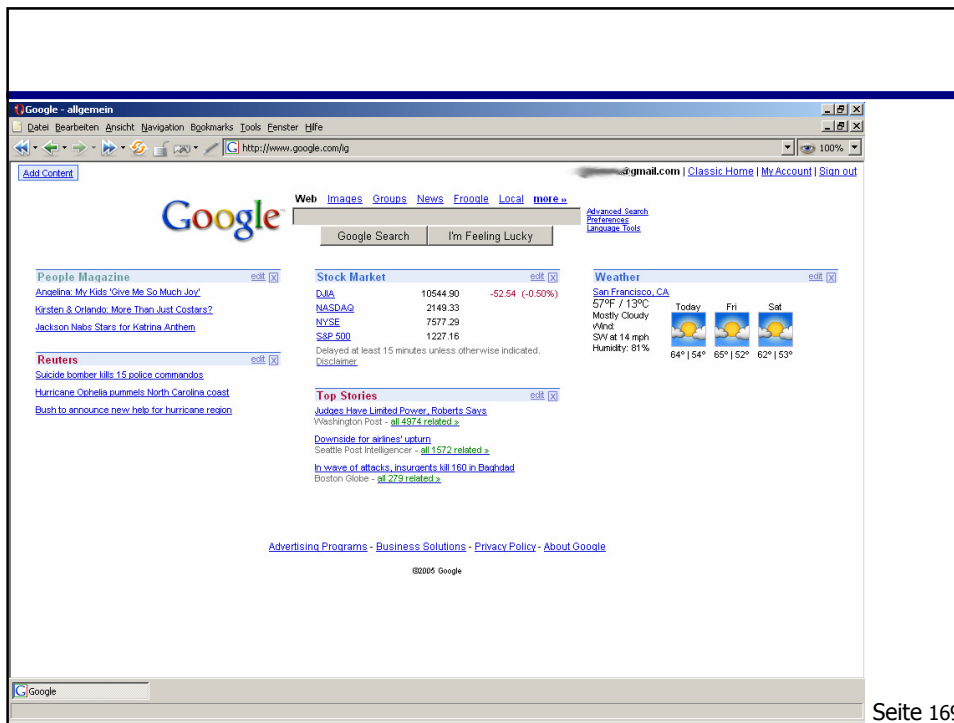 Google - allgemein
Datei Bearbeiten Ansicht Navigation Bookmarks Tools Fenster Hilfe
http://www.google.com/ig 100%
Add Content
@gmail.com | Classic Home | My Account | Sign out
Google™
Web Images Groups News Froogle Local more »
Advanced Search
Preferences
Language Tools
Google Search I'm Feeling Lucky
People Magazine edit X
Angelina: My Kids 'Give Me So Much Joy'
Kirsten & Orlando: More Than Just Costars?
Jackson Nabs Stars for Katrina Anthem
Reuters edit X
Suicide bomber kills 15 police commandos
Hurricane Ophelia pummels North Carolina coast
Bush to announce new help for hurricane region
Stock Market edit X
DJIA 10544.90 -52.54 (-0.50%)
NASDAQ 2149.33
NYSE 7577.29
S&P 500 1227.16
Delayed at least 15 minutes unless otherwise indicated.
Disclaimer
Top Stories edit X
Judges Have Limited Power, Roberts Says
Washington Post - all 4974 related »
Downside for airlines' upturn
Seattle Post Intelligencer - all 1572 related »
In wave of attacks, insurgents kill 160 in Baghdad
Boston Globe - all 279 related »
Weather edit X
San Francisco, CA
57°F / 13°C
Mostly Cloudy
Wind:
SW at 14 mph
Humidity: 81%
Today Fri Sat
64° | 54° 65° | 52° 62° | 53°
Advertising Programs - Business Solutions - Privacy Policy - About Google
©2005 Google
Google
Seite 169